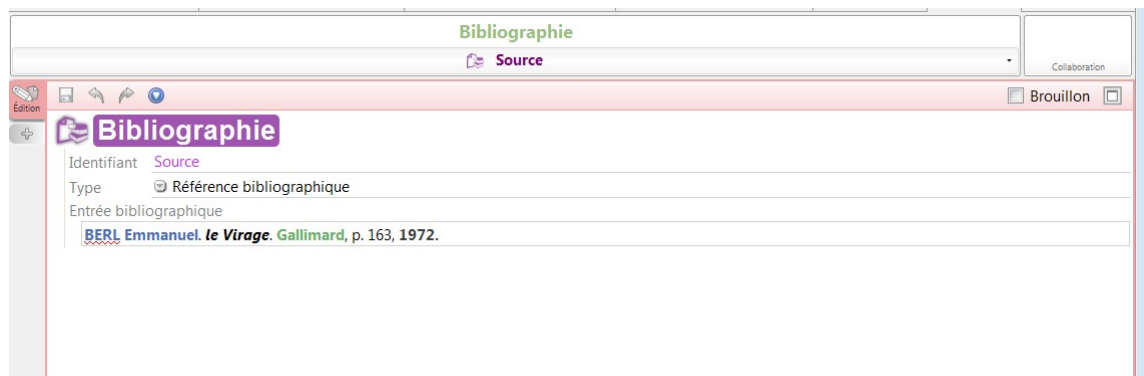 Bibliographie
Source
Collaboration
Édition
Brouillon
Bibliographie
Identifiant Source
Type Référence bibliographique
Entrée bibliographique
BERL Emmanuel. le Virage. Gallimard, p. 163, 1972.